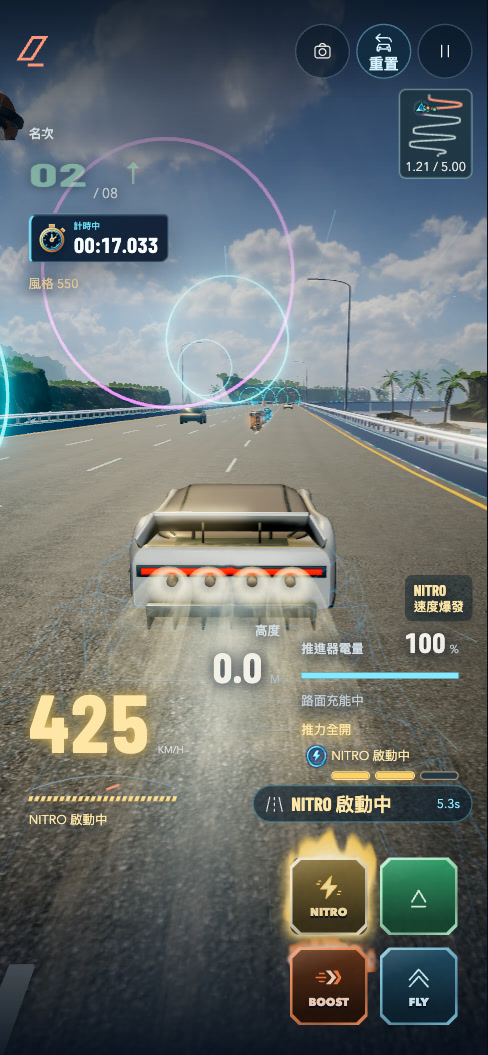 重置
1.21 / 5.00
名次
02 / 08
計時中
00:17.033
風格 550
NITRO
速度爆發
高度
0.0 M
推進器電量 100 %
路面充能中
425 KM/H
推力全開
NITRO 啟動中
NITRO 啟動中 5.3s
NITRO 啟動中
NITRO
BOOST
FLY